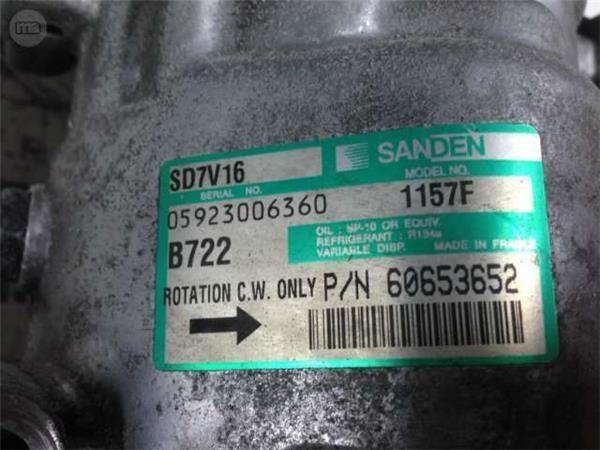 ma
SANDEN
SD7V16
MODEL NO.
SERIAL NO.
05923006360
1157F
B722
OIL : SP-10 OR EQUIV.
REFRIGERANT : R134a
VARIABLE DISP. MADE IN FRANCE
ROTATION C.W. ONLY P/N 60653652